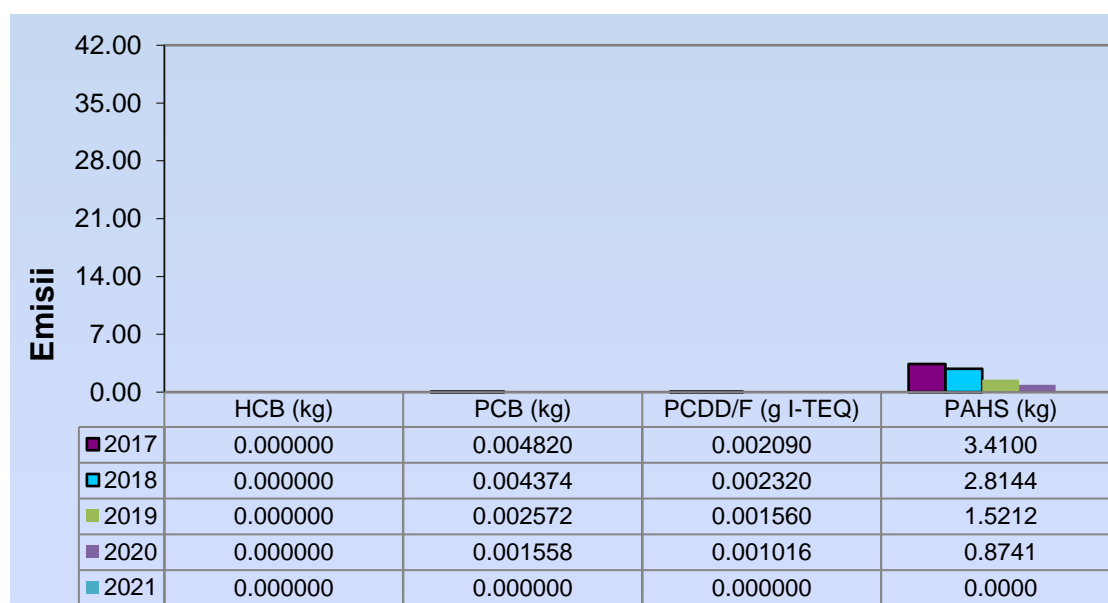 42.00
35.00
28.00
21.00
14.00
7.00
0.00
Emisii
HCB (kg) PCB (kg) PCDD/F (g I-TEQ) PAHS (kg)
2017 0.000000 0.004820 0.002090 3.4100
2018 0.000000 0.004374 0.002320 2.8144
2019 0.000000 0.002572 0.001560 1.5212
2020 0.000000 0.001558 0.001016 0.8741
2021 0.000000 0.000000 0.000000 0.0000